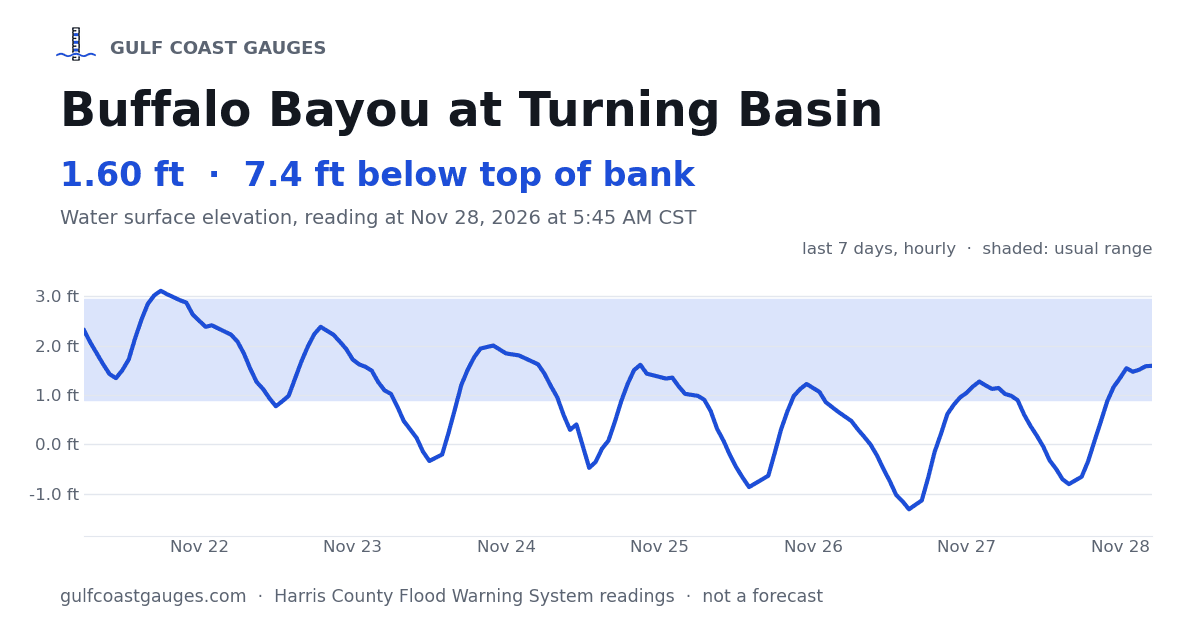 GULF COAST GAUGES
Buffalo Bayou at Turning Basin
1.60 ft · 7.4 ft below top of bank
Water surface elevation, reading at Nov 28, 2026 at 5:45 AM CST
last 7 days, hourly · shaded: usual range
3.0 ft
2.0 ft
1.0 ft
0.0 ft
-1.0 ft
Nov 22 Nov 23 Nov 24 Nov 25 Nov 26 Nov 27 Nov 28
gulfcoastgauges.com · Harris County Flood Warning System readings · not a forecast